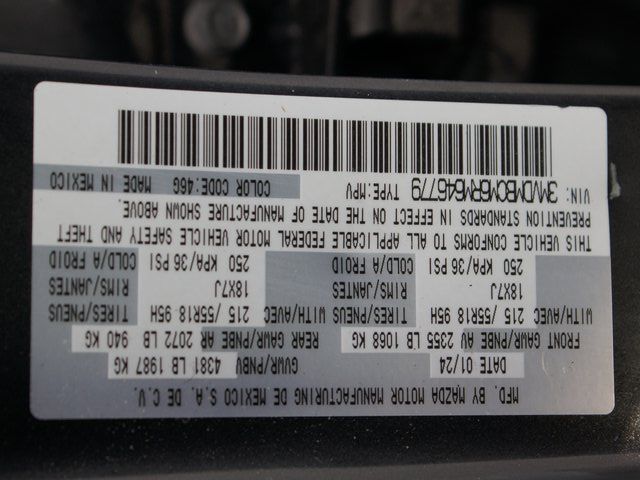 MFD. BY MAZDA MOTOR MANUFACTURING DE MEXICO S.A. DE C.V.
DATE 01/24 GVWR/PNBV 4381 LB 1987 KG
FRONT GAWR/PNBE AV 2355 LB 1068 KG REAR GAWR/PNBE AR 2072 LB 940 KG
WITH/AVEC 215 /55R18 95H TIRES/PNEUS WITH/AVEC 215 /55R18 95H TIRES/PNEUS
18X7J RIMS/JANTES 18X7J RIMS/JANTES
250 KPA/36 PSI COLD/A FROID 250 KPA/36 PSI COLD/A FROID
THIS VEHICLE CONFORMS TO ALL APPLICABLE FEDERAL MOTOR VEHICLE SAFETY AND THEFT
PREVENTION STANDARDS IN EFFECT ON THE DATE OF MANUFACTURE SHOWN ABOVE.
VIN: 3MVDMBCM6RM646779 TYPE:MPV COLOR CODE:46G MADE IN MEXICO